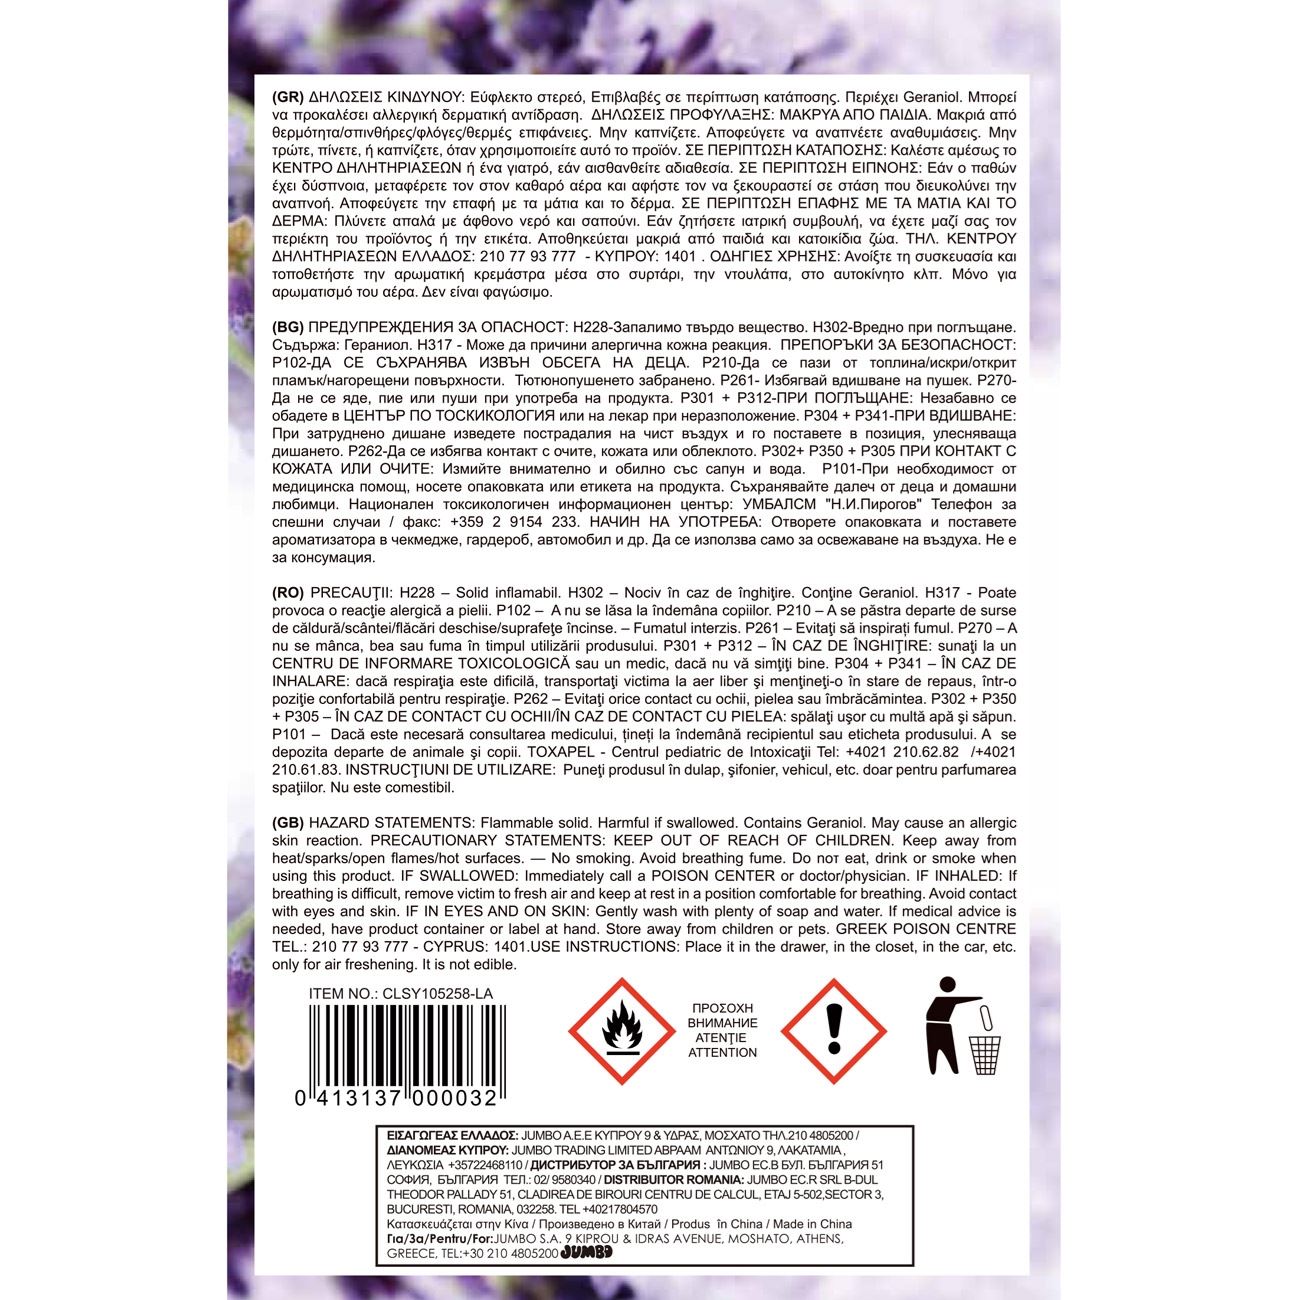 (GR) ΔΗΛΩΣΕΙΣ ΚΙΝΔΥΝΟΥ: Εύφλεκτο στερεό, Επιβλαβές σε περίπτωση κατάποσης. Περιέχει Geraniol. Μπορεί
να προκαλέσει αλλεργική δερματική αντίδραση. ΔΗΛΩΣΕΙΣ ΠΡΟΦΥΛΑΞΗΣ: ΜΑΚΡΥΑ ΑΠΟ ΠΑΙΔΙΑ. Μακριά από
θερμότητα/σπινθήρες/φλόγες/θερμές επιφάνειες. Μην καπνίζετε. Αποφεύγετε να αναπνέετε αναθυμιάσεις. Μην
τρώτε, πίνετε, ή καπνίζετε, όταν χρησιμοποιείτε αυτό το προϊόν. ΣΕ ΠΕΡΙΠΤΩΣΗ ΚΑΤΑΠΟΣΗΣ: Καλέστε αμέσως το
ΚΕΝΤΡΟ ΔΗΛΗΤΗΡΙΑΣΕΩΝ ή ένα γιατρό, εάν αισθανθείτε αδιαθεσία. ΣΕ ΠΕΡΙΠΤΩΣΗ ΕΙΠΝΟΗΣ: Εάν ο παθών
έχει δύσπνοια, μεταφέρετε τον στον καθαρό αέρα και αφήστε τον να ξεκουραστεί σε στάση που διευκολύνει την
αναπνοή. Αποφεύγετε την επαφή με τα μάτια και το δέρμα. ΣΕ ΠΕΡΙΠΤΩΣΗ ΕΠΑΦΗΣ ΜΕ ΤΑ ΜΑΤΙΑ ΚΑΙ ΤΟ
ΔΕΡΜΑ: Πλύνετε απαλά με άφθονο νερό και σαπούνι. Εάν ζητήσετε ιατρική συμβουλή, να έχετε μαζί σας τον
περιέκτη του προϊόντος ή την ετικέτα. Αποθηκεύεται μακριά από παιδιά και κατοικίδια ζώα. ΤΗΛ. ΚΕΝΤΡΟΥ
ΔΗΛΗΤΗΡΙΑΣΕΩΝ ΕΛΛΑΔΟΣ: 210 77 93 777 - ΚΥΠΡΟΥ: 1401 . ΟΔΗΓΙΕΣ ΧΡΗΣΗΣ: Ανοίξτε τη συσκευασία και
τοποθετήστε την αρωματική κρεμάστρα μέσα στο συρτάρι, την ντουλάπα, στο αυτοκίνητο κλπ. Μόνο για
αρωματισμό του αέρα. Δεν είναι φαγώσιμο.
(BG) ПРЕДУПРЕЖДЕНИЯ ЗА ОПАСНОСТ: H228-Запалимо твърдо вещество. H302-Вредно при поглъщане.
Съдържа: Гераниол. H317 - Може да причини алергична кожна реакция. ПРЕПОРЪКИ ЗА БЕЗОПАСНОСТ:
P102-ДА СЕ СЪХРАНЯВА ИЗВЪН ОБСЕГА НА ДЕЦА. P210-Да се пази от топлина/искри/открит
пламък/нагорещени повърхности. Тютюнопушенето забранено. P261- Избягвай вдишване на пушек. P270-
Да не се яде, пие или пуши при употреба на продукта. P301 + P312-ПРИ ПОГЛЪЩАНЕ: Незабавно се
обадете в ЦЕНТЪР ПО ТОСКИКОЛОГИЯ или на лекар при неразположение. P304 + P341-ПРИ ВДИШВАНЕ:
При затруднено дишане изведете пострадалия на чист въздух и го поставете в позиция, улесняваща
дишането. P262-Да се избягва контакт с очите, кожата или облеклото. P302+ P350 + P305 ПРИ КОНТАКТ С
КОЖАТА ИЛИ ОЧИТЕ: Измийте внимателно и обилно със сапун и вода. P101-При необходимост от
медицинска помощ, носете опаковката или етикета на продукта. Съхранявайте далеч от деца и домашни
любимци. Национален токсикологичен информационен център: УМБАЛСМ "Н.И.Пирогов" Телефон за
спешни случаи / факс: +359 2 9154 233. НАЧИН НА УПОТРЕБА: Отворете опаковката и поставете
ароматизатора в чекмедже, гардероб, автомобил и др. Да се използва само за освежаване на въздуха. Не е
за консумация.
(RO) PRECAUŢII: H228 – Solid inflamabil. H302 – Nociv în caz de înghiţire. Conţine Geraniol. H317 - Poate
provoca o reacţie alergică a pielii. P102 – A nu se lăsa la îndemâna copiilor. P210 – A se păstra departe de surse
de căldură/scântei/flăcări deschise/suprafeţe încinse. – Fumatul interzis. P261 – Evitaţi să inspirați fumul. P270 – A
nu se mânca, bea sau fuma în timpul utilizării produsului. P301 + P312 – ÎN CAZ DE ÎNGHIŢIRE: sunaţi la un
CENTRU DE INFORMARE TOXICOLOGICĂ sau un medic, dacă nu vă simţiţi bine. P304 + P341 – ÎN CAZ DE
INHALARE: dacă respiraţia este dificilă, transportaţi victima la aer liber şi menţineţi-o în stare de repaus, într-o
poziţie confortabilă pentru respiraţie. P262 – Evitaţi orice contact cu ochii, pielea sau îmbrăcămintea. P302 + P350
+ P305 – ÎN CAZ DE CONTACT CU OCHII/ÎN CAZ DE CONTACT CU PIELEA: spălaţi uşor cu multă apă şi săpun.
P101 – Dacă este necesară consultarea medicului, ţineți la îndemână recipientul sau eticheta produsului. A se
depozita departe de animale şi copii. TOXAPEL - Centrul pediatric de Intoxicaţii Tel: +4021 210.62.82 /+4021
210.61.83. INSTRUCŢIUNI DE UTILIZARE: Puneţi produsul în dulap, şifonier, vehicul, etc. doar pentru parfumarea
spaţiilor. Nu este comestibil.
(GB) HAZARD STATEMENTS: Flammable solid. Harmful if swallowed. Contains Geraniol. May cause an allergic
skin reaction. PRECAUTIONARY STATEMENTS: KEEP OUT OF REACH OF CHILDREN. Keep away from
heat/sparks/open flames/hot surfaces. — No smoking. Avoid breathing fume. Do noт eat, drink or smoke when
using this product. IF SWALLOWED: Immediately call a POISON CENTER or doctor/physician. IF INHALED: If
breathing is difficult, remove victim to fresh air and keep at rest in a position comfortable for breathing. Avoid contact
with eyes and skin. IF IN EYES AND ON SKIN: Gently wash with plenty of soap and water. If medical advice is
needed, have product container or label at hand. Store away from children or pets. GREEK POISON CENTRE
TEL.: 210 77 93 777 - CYPRUS: 1401.USE INSTRUCTIONS: Place it in the drawer, in the closet, in the car, etc.
only for air freshening. It is not edible.
ITEM NO.: CLSY105258-LA
0 413137 000032
ΠΡΟΣΟΧΗ
ВНИМАНИЕ
ATENŢIE
ATTENTION
ΕΙΣΑΓΩΓΕΑΣ ΕΛΛΑΔΟΣ: JUMBO A.E.E ΚΥΠΡΟΥ 9 & ΥΔΡΑΣ, ΜΟΣΧΑΤΟ ΤΗΛ.210 4805200 /
ΔΙΑΝΟΜΕΑΣ ΚΥΠΡΟΥ: JUMBO TRADING LIMITED ΑΒΡΑΑΜ ΑΝΤΩΝΙΟΥ 9, ΛΑΚΑΤΑΜΙΑ ,
ΛΕΥΚΩΣΙΑ +35722468110 / ДИСТРИБУТОР ЗА БЪЛГАРИЯ : JUMBO EC.B БУЛ. БЪЛГАРИЯ 51
СОФИЯ, БЪЛГАРИЯ ТЕЛ.: 02/ 9580340 / DISTRIBUITOR ROMANIA: JUMBO EC.R SRL B-DUL
THEODOR PALLADY 51, CLADIREA DE BIROURI CENTRU DE CALCUL, ETAJ 5-502,SECTOR 3,
BUCURESTI, ROMANIA, 032258. TEL +40217804570
Κατασκευάζεται στην Κίνα / Произведено в Китай / Produs în China / Made in China
Για/За/Pentru/For:JUMBO S.A. 9 KIPROU & IDRAS AVENUE, MOSHATO, ATHENS,
GREECE, TEL:+30 210 4805200 JUMBO